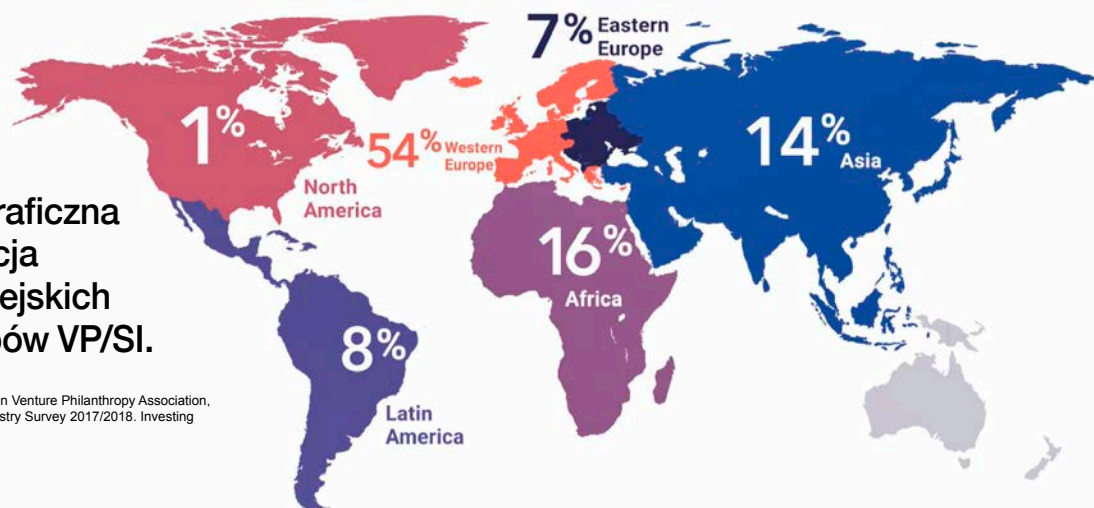 7% Eastern
Europe
1%
54% Western
Europe
14%
Asia
North
America
raficzna
cja
ejskich
ów VP/SI.
16%
Africa
8%
n Venture Philanthropy Association,
stry Survey 2017/2018. Investing
Latin
America